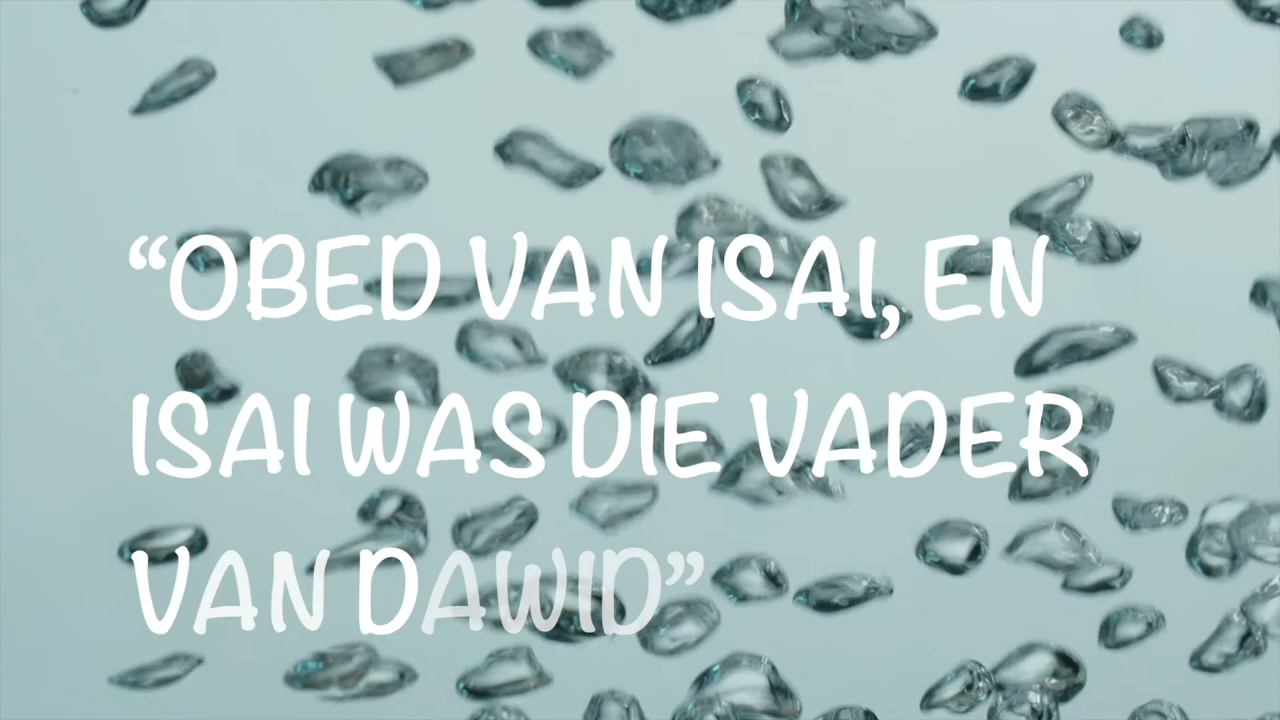 “OBED VAN ISAI, EN
ISAI WAS DIE VADER
VAN DAWID”